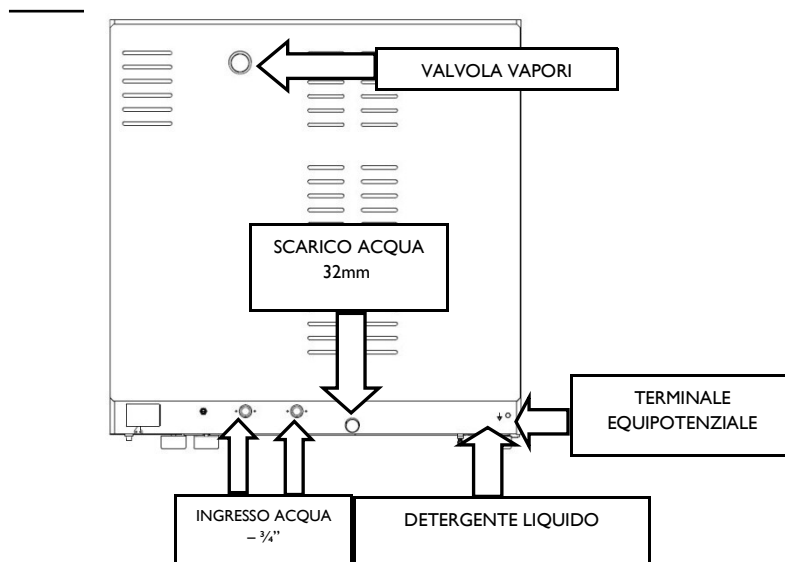 VALVOLA VAPORI
SCARICO ACQUA
32mm
TERMINALE
EQUIPOTENZIALE
INGRESSO ACQUA
– ¾”
DETERGENTE LIQUIDO